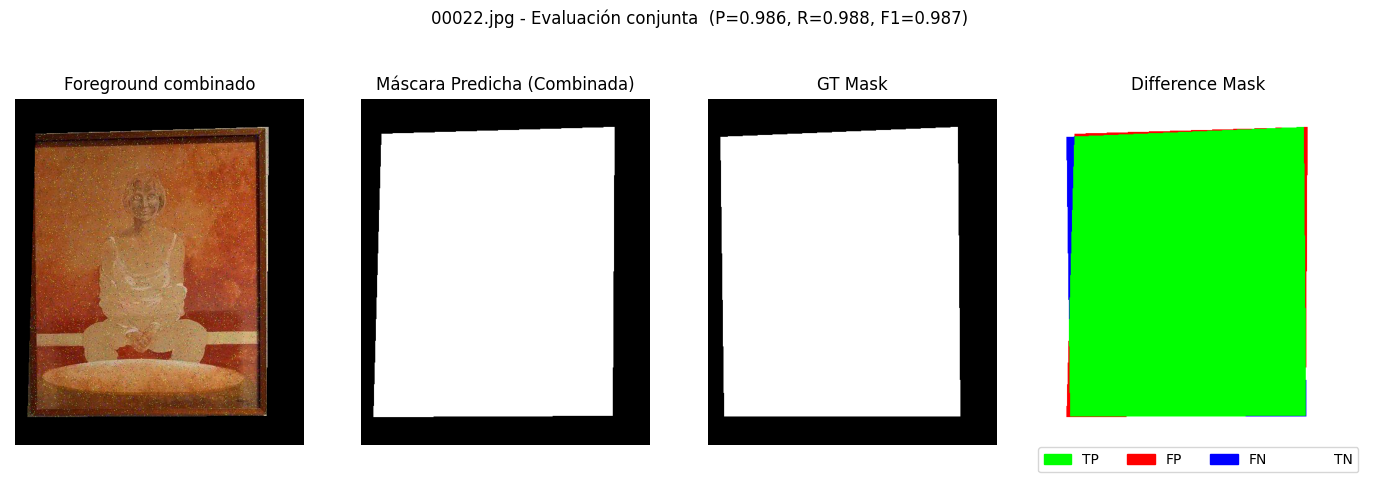 00022.jpg - Evaluación conjunta  (P=0.986, R=0.988, F1=0.987)
Foreground combinado
Máscara Predicha (Combinada)
GT Mask
Difference Mask
TP
FP
FN
TN